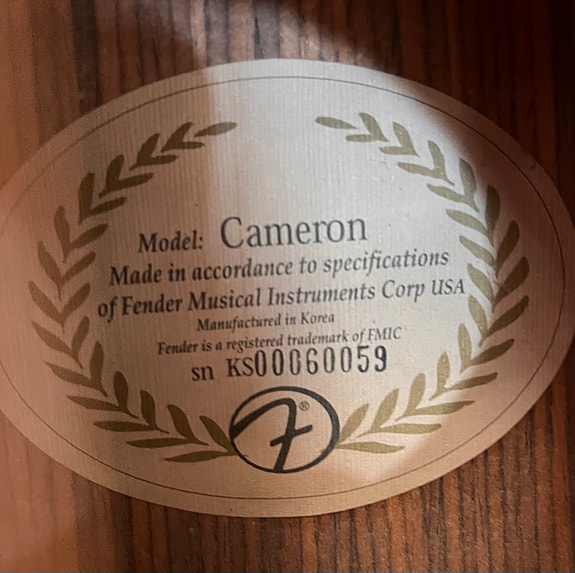 Model: Cameron
Made in accordance to specifications
of Fender Musical Instruments Corp USA
Manufactured in Korea
Fender is a registered trademark of FMIC
sn KS00060059
F®